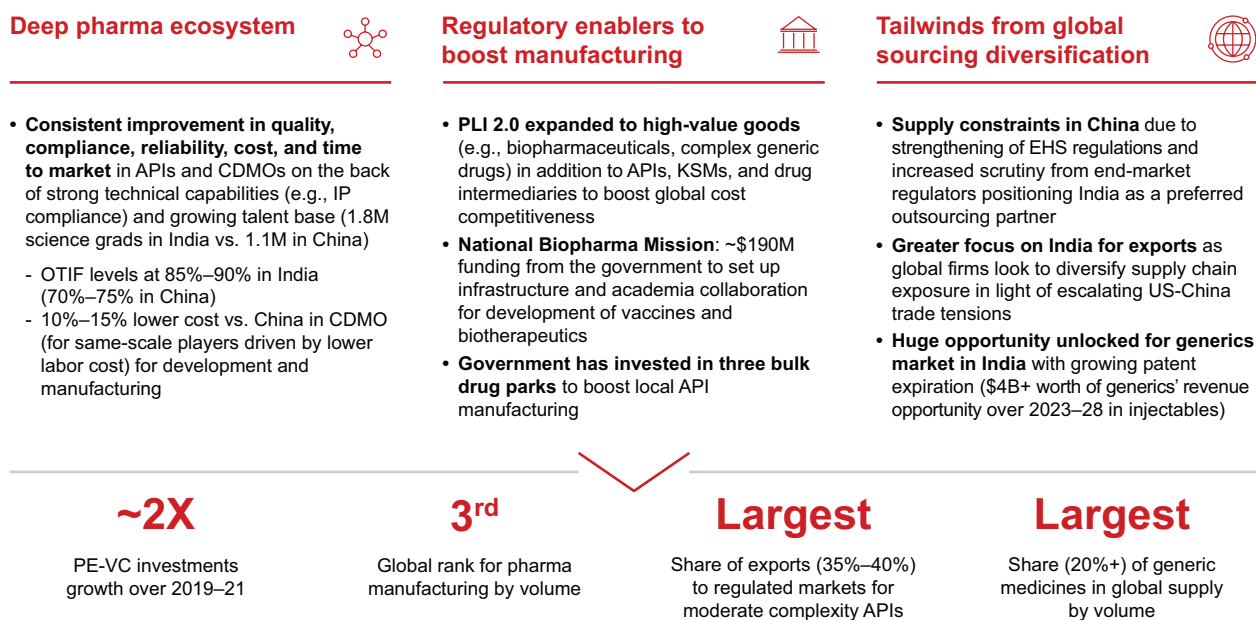 Deep pharma ecosystem
• Consistent improvement in quality,
compliance, reliability, cost, and time
to market in APIs and CDMOs on the back
of strong technical capabilities (e.g., IP
compliance) and growing talent base (1.8M
science grads in India vs. 1.1M in China)
- OTIF levels at 85%–90% in India
(70%–75% in China)
- 10%–15% lower cost vs. China in CDMO
(for same-scale players driven by lower
labor cost) for development and
manufacturing
Regulatory enablers to
boost manufacturing
• PLI 2.0 expanded to high-value goods
(e.g., biopharmaceuticals, complex generic
drugs) in addition to APIs, KSMs, and drug
intermediaries to boost global cost
competitiveness
• National Biopharma Mission: ~$190M
funding from the government to set up
infrastructure and academia collaboration
for development of vaccines and
biotherapeutics
• Government has invested in three bulk
drug parks to boost local API
manufacturing
Tailwinds from global
sourcing diversification
• Supply constraints in China due to
strengthening of EHS regulations and
increased scrutiny from end-market
regulators positioning India as a preferred
outsourcing partner
• Greater focus on India for exports as
global firms look to diversify supply chain
exposure in light of escalating US-China
trade tensions
• Huge opportunity unlocked for generics
market in India with growing patent
expiration ($4B+ worth of generics’ revenue
opportunity over 2023–28 in injectables)
~2X
PE-VC investments
growth over 2019–21
3rd
Global rank for pharma
manufacturing by volume
Largest
Share of exports (35%–40%)
to regulated markets for
moderate complexity APIs
Largest
Share (20%+) of generic
medicines in global supply
by volume